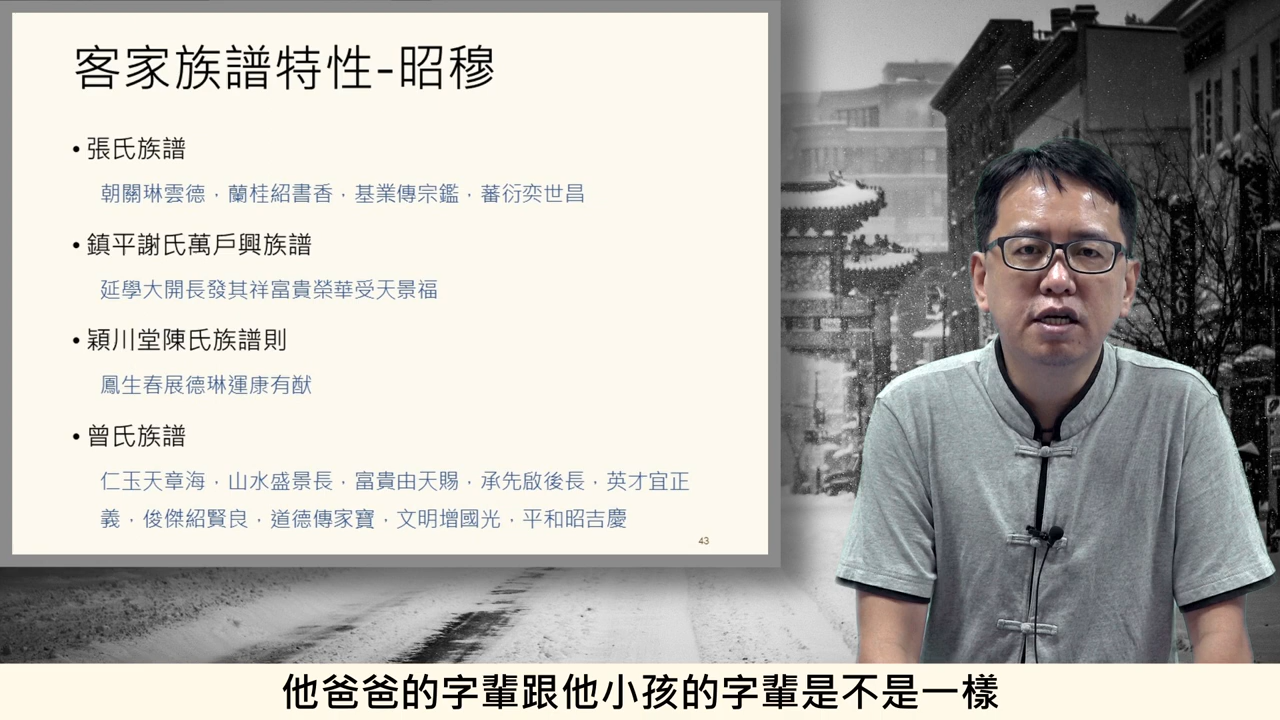 客家族譜特性-昭穆
• 張氏族譜
朝關琳雲德，蘭桂紹書香，基業傳宗鑑，蕃衍奕世昌
• 鎮平謝氏萬戶興族譜
延學大開長發其祥富貴榮華受天景福
• 穎川堂陳氏族譜則
鳳生春展德琳運康有猷
• 曾氏族譜
仁玉天章海，山水盛景長，富貴由天賜，承先啟後長，英才宜正
義，俊傑紹賢良，道德傳家寶，文明增國光，平和昭吉慶
43
他爸爸的字輩跟他小孩的字輩是不是一樣